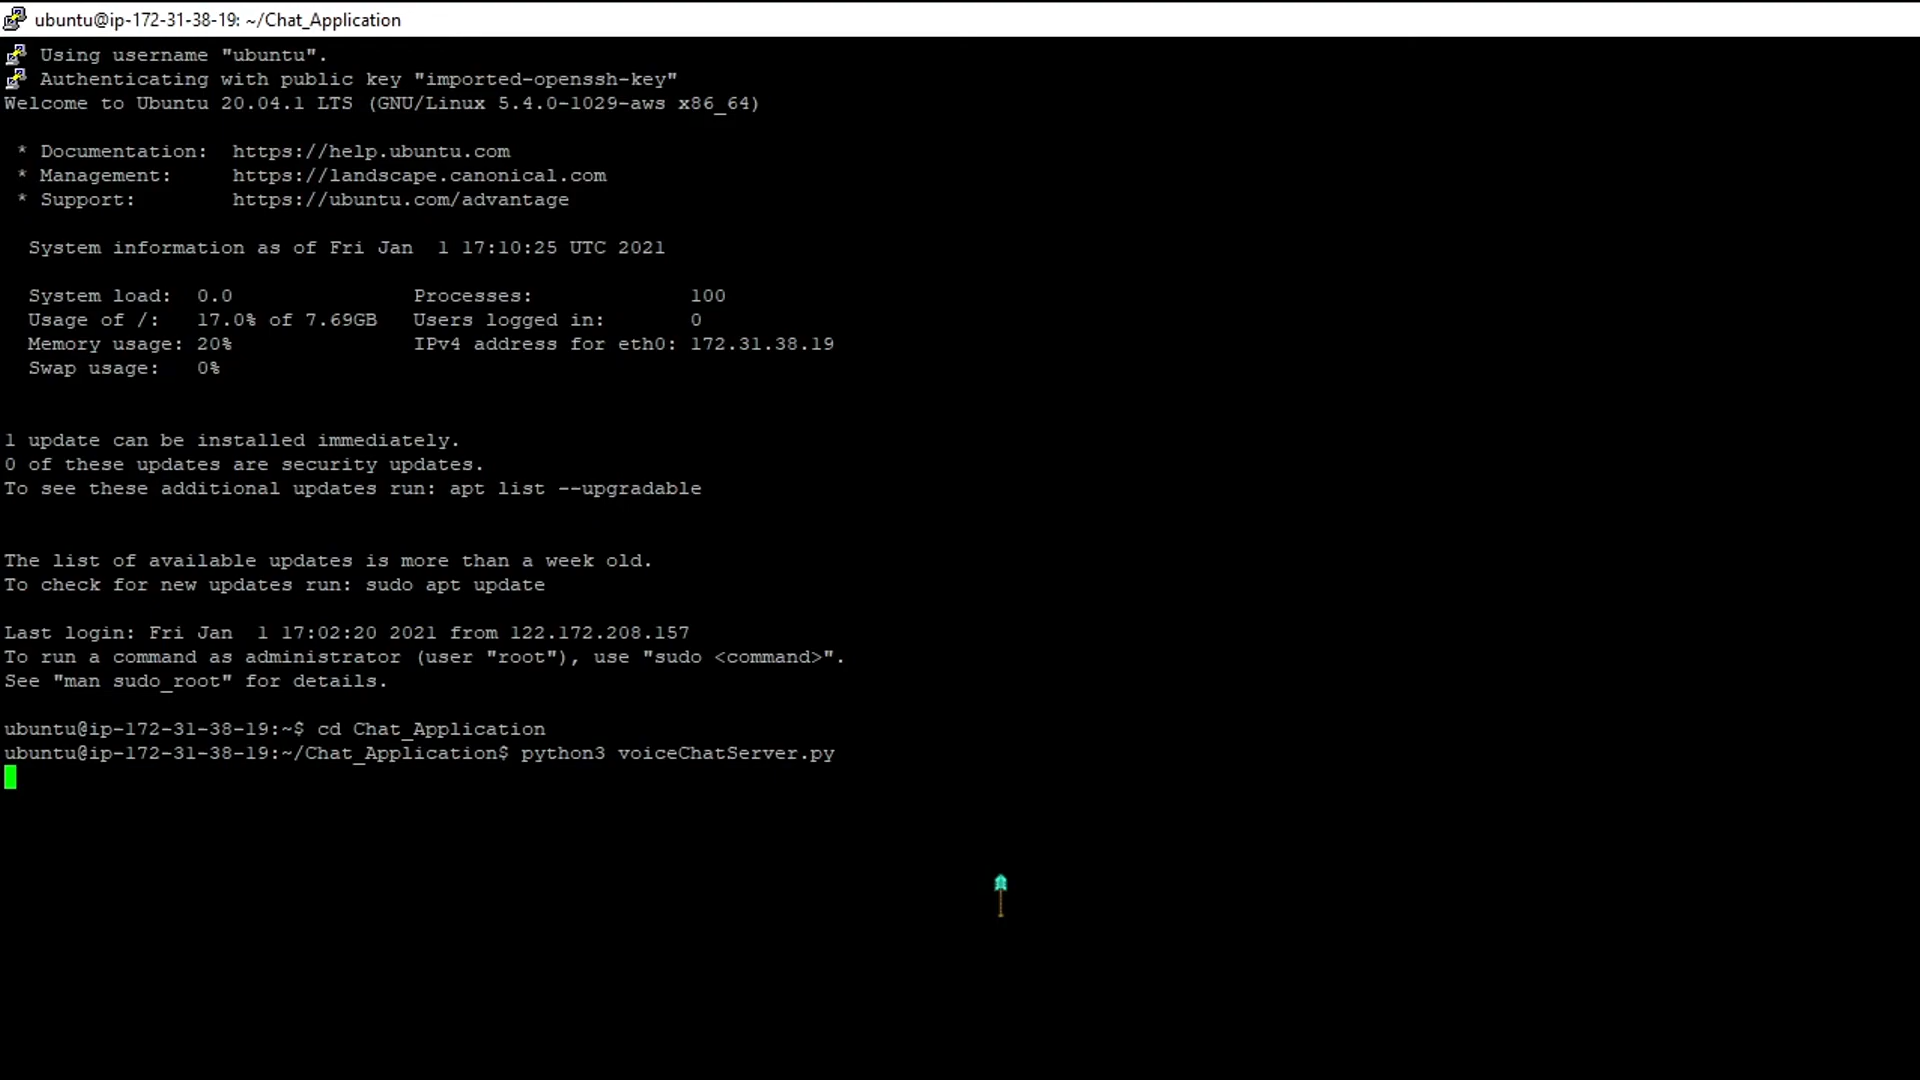 ubuntu@ip-172-31-38-19: ~/Chat_Application
Using username "ubuntu".
Authenticating with public key "imported-openssh-key"
Welcome to Ubuntu 20.04.1 LTS (GNU/Linux 5.4.0-1029-aws x86_64)
* Documentation:  https://help.ubuntu.com
* Management:     https://landscape.canonical.com
* Support:        https://ubuntu.com/advantage
System information as of Fri Jan  1 17:10:25 UTC 2021
System load:  0.0               Processes:             100
Usage of /:   17.0% of 7.69GB   Users logged in:       0
Memory usage: 20%               IPv4 address for eth0: 172.31.38.19
Swap usage:   0%
1 update can be installed immediately.
0 of these updates are security updates.
To see these additional updates run: apt list --upgradable
The list of available updates is more than a week old.
To check for new updates run: sudo apt update
Last login: Fri Jan  1 17:02:20 2021 from 122.172.208.157
To run a command as administrator (user "root"), use "sudo <command>".
See "man sudo_root" for details.
ubuntu@ip-172-31-38-19:~$ cd Chat_Application
ubuntu@ip-172-31-38-19:~/Chat_Application$ python3 voiceChatServer.py